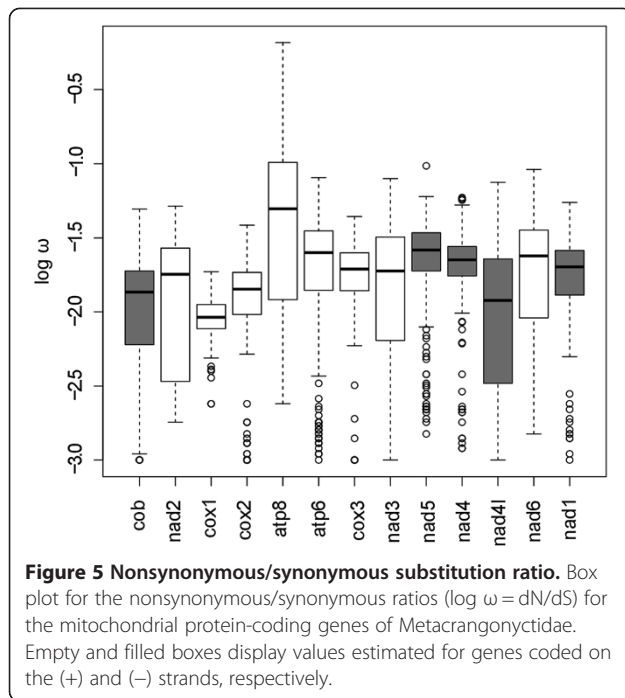 log ω
-0.5
-1.0
-1.5
-2.0
-2.5
-3.0
cob
nad2
cox1
cox2
atp8
atp6
cox3
nad3
nad5
nad4
nad4l
nad6
nad1
Figure 5 Nonsynonymous/synonymous substitution ratio. Box
plot for the nonsynonymous/synonymous ratios (log ω = dN/dS) for
the mitochondrial protein-coding genes of Metacrangonyctidae.
Empty and filled boxes display values estimated for genes coded on
the (+) and (−) strands, respectively.